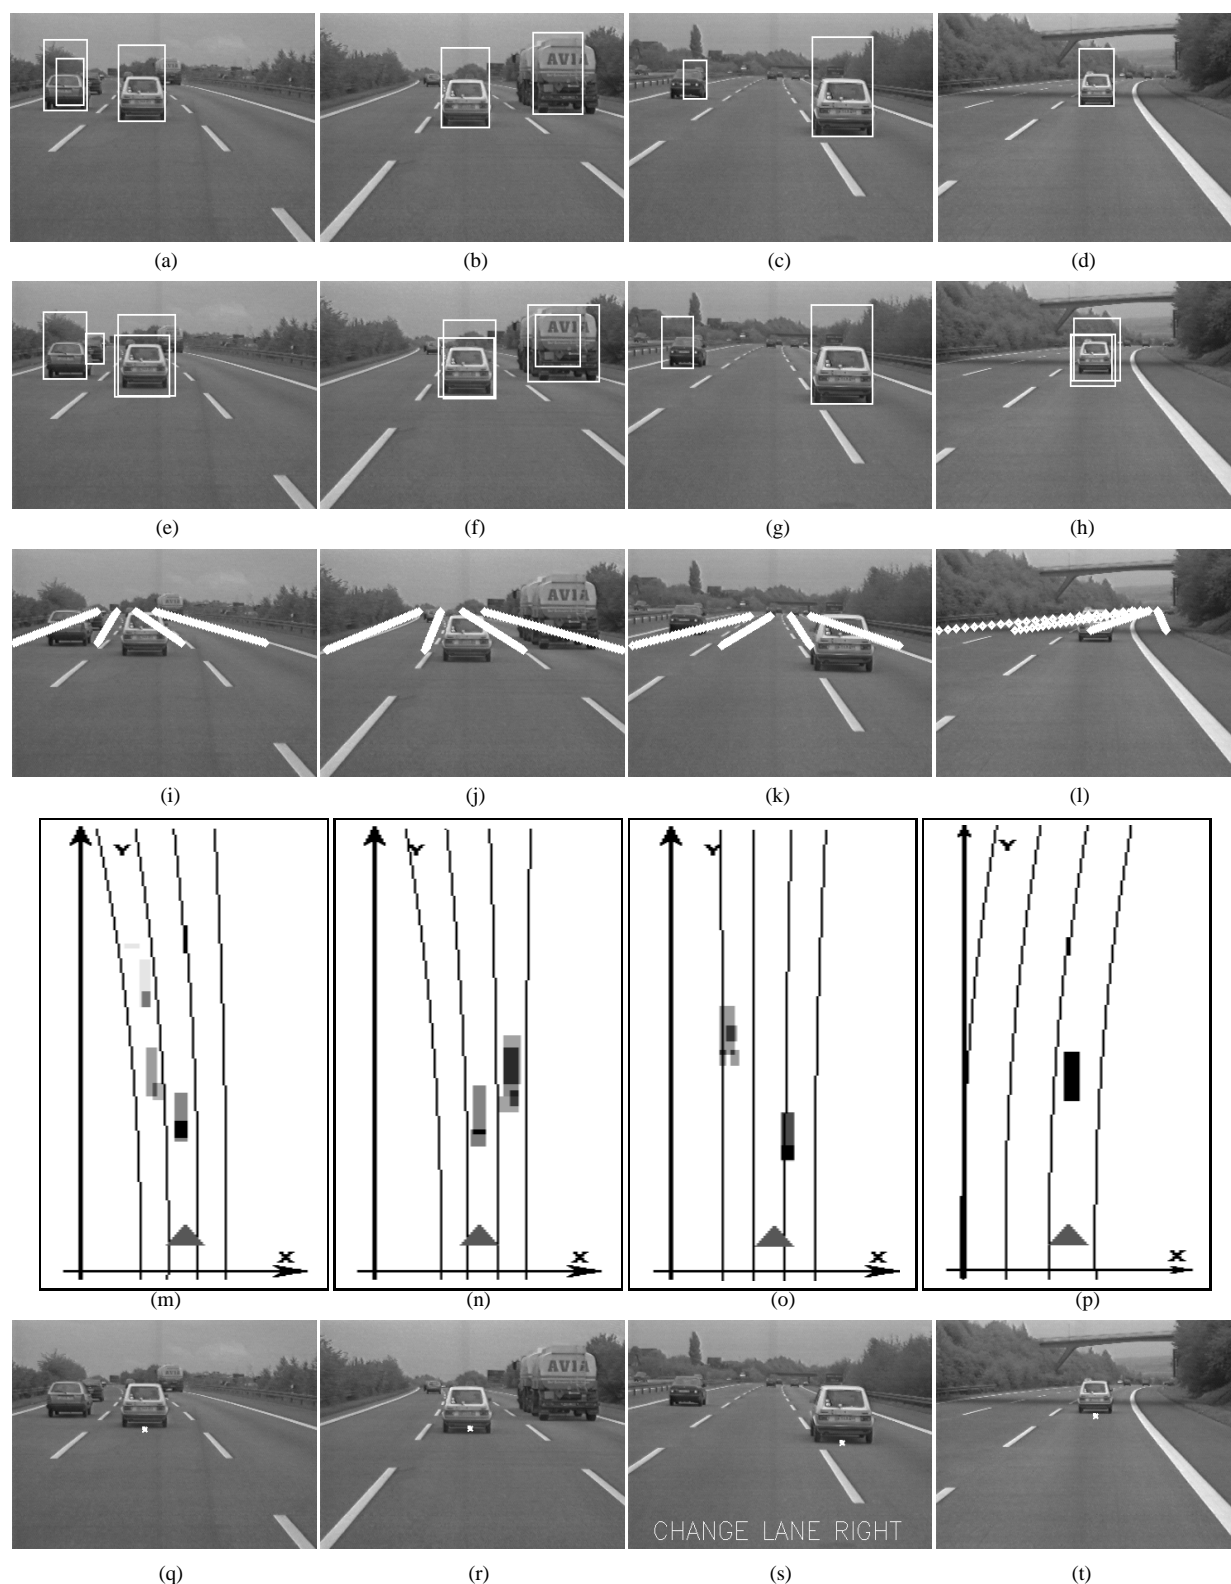 (a) (b) (c) (d)
AVIA
(e) (f) (g) (h)
AVIA
(i) (j) (k) (l)
AVIA
Y Y Y Y
X X X X
(m) (n) (o) (p)
AVIA
CHANGE LANE RIGHT
(q) (r) (s) (t)